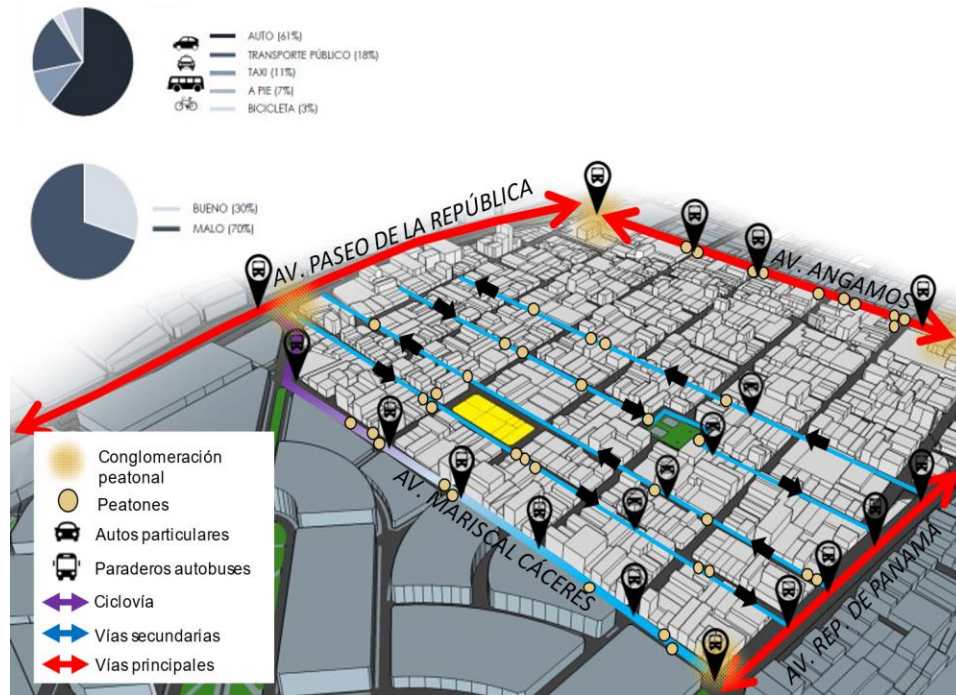 AUTO (61%)
TRANSPORTE PÚBLICO (18%)
TAXI (11%)
A PIE (7%)
BICICLETA (3%)
BUENO (30%)
MALO (70%)
AV. PASEO DE LA REPÚBLICA
AV. ANGAMOS
AV. MARISCAL CÁCERES
AV. REP. DE PANAMÁ
Conglomeración
peatonal
Peatones
Autos particulares
Paraderos autobuses
Ciclovía
Vías secundarias
Vías principales